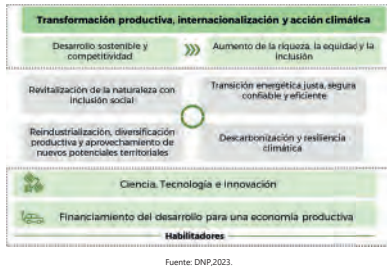 Transformación productiva, internacionalización y acción climática
Desarrollo sostenible y
competitividad
Aumento de la riqueza, la equidad y la
inclusión
Revitalización de la naturaleza con
inclusión social
Transición energética justa, segura
confiable y eficiente
Reindustrialización, diversificación
productiva y aprovechamiento de
nuevos potenciales territoriales
Descarbonización y resiliencia
climática
Ciencia, Tecnología e Innovación
Financiamiento del desarrollo para una economía productiva
Habilitadores
Fuente: DNP,2023.